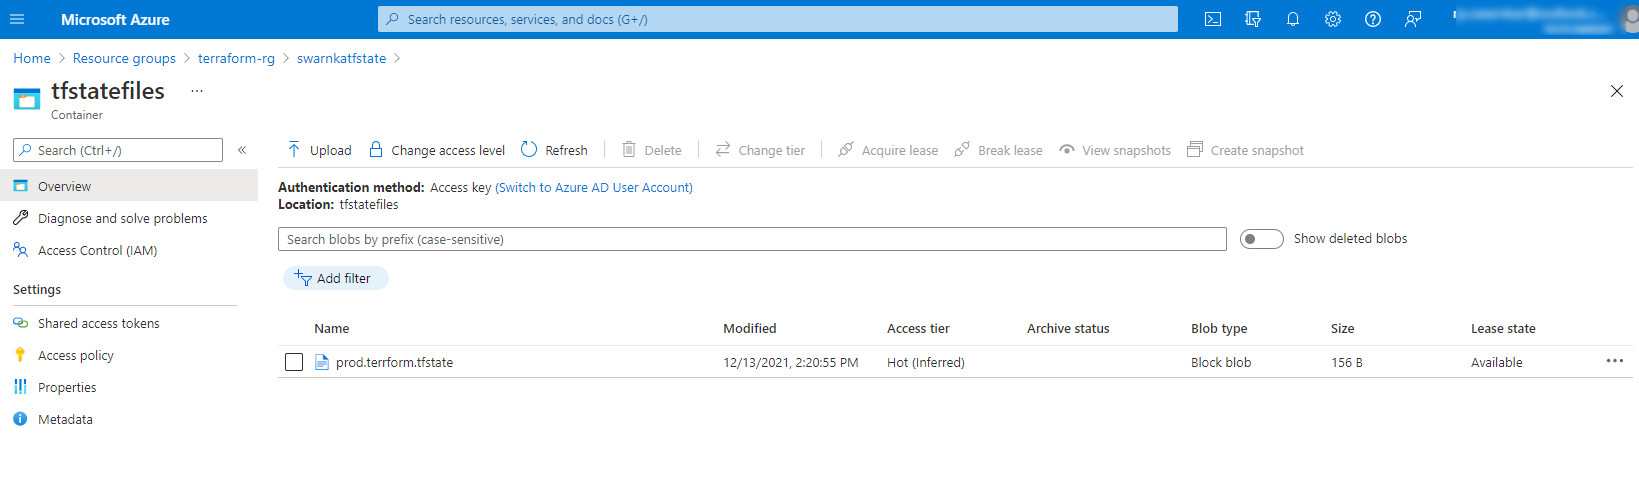 Microsoft Azure
Search resources, services, and docs (G+/)
Home > Resource groups > terraform-rg > swarnkatfstate >
tfstatefiles ...
Container
Search (Ctrl+/) «
Upload Change access level Refresh Delete Change tier Acquire lease Break lease View snapshots Create snapshot
Overview
Diagnose and solve problems
Access Control (IAM)
Settings
Shared access tokens
Access policy
Properties
Metadata
Authentication method: Access key (Switch to Azure AD User Account)
Location: tfstatefiles
Search blobs by prefix (case-sensitive) Show deleted blobs
Add filter
Name Modified Access tier Archive status Blob type Size Lease state
prod.terrform.tfstate 12/13/2021, 2:20:55 PM Hot (Inferred) Block blob 156 B Available ...